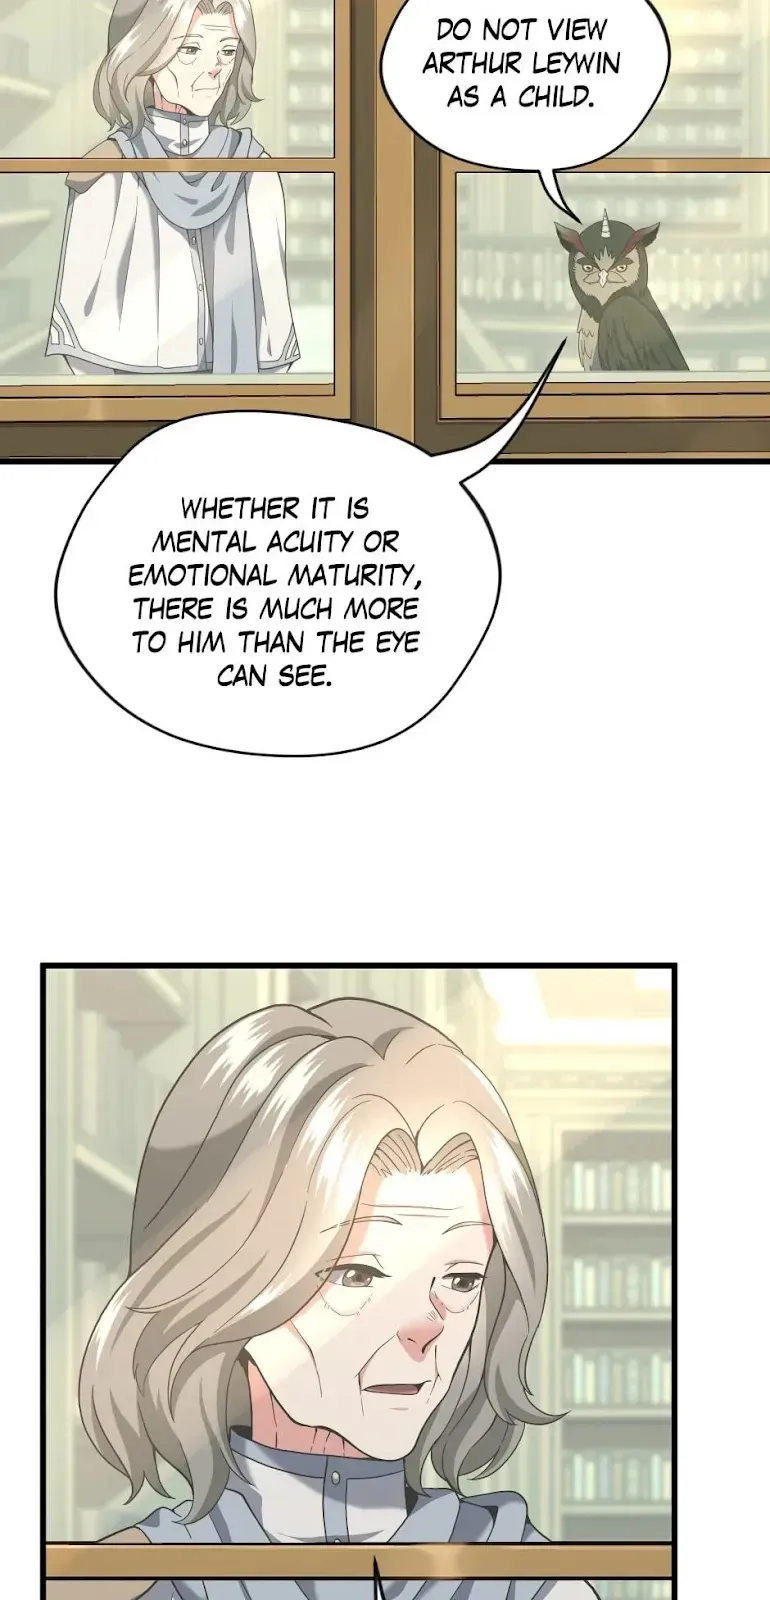 DO NOT VIEW
ARTHUR LEYWIN
AS A CHILD.
WHETHER IT IS
MENTAL ACUITY OR
EMOTIONAL MATURITY,
THERE IS MUCH MORE
TO HIM THAN THE EYE
CAN SEE.